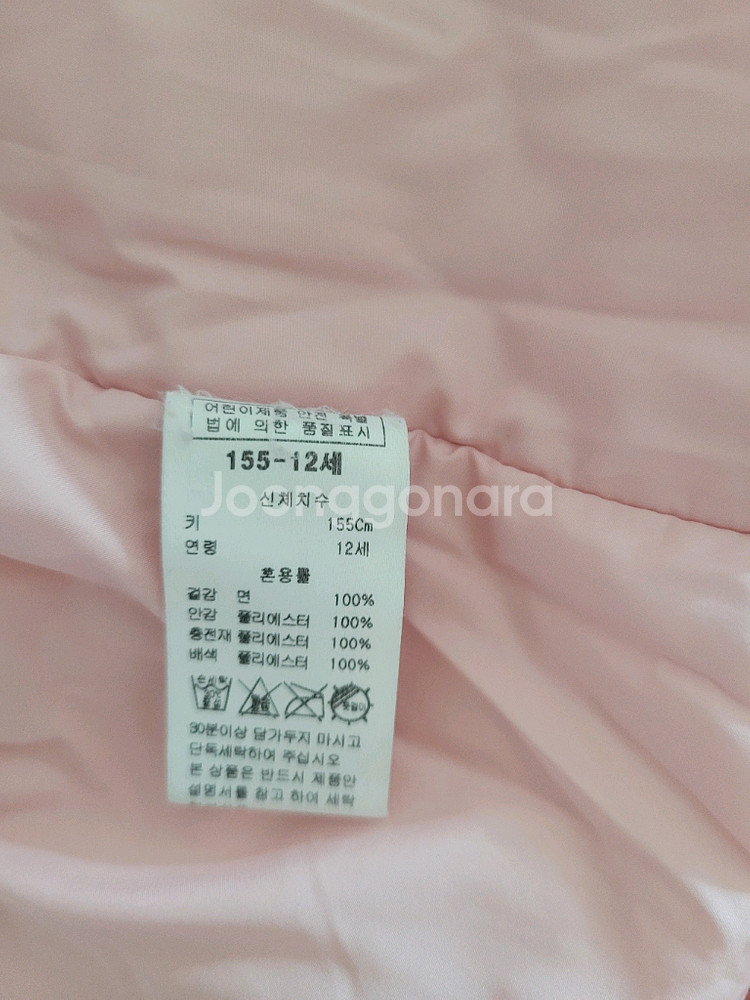 어린이제품 안전 특별
법에 의한 품질표시
155-12세
신체치수
키 155Cm
연령 12세
혼용률
겉감 면 100%
안감 폴리에스터 100%
충전재 폴리에스터 100%
배색 폴리에스터 100%
손세탁
30분이상 담가두지 마시고
단독세탁하여 주십시오
본 상품은 반드시 제품안
설명서를 참고 하여 세탁
Joonggonara